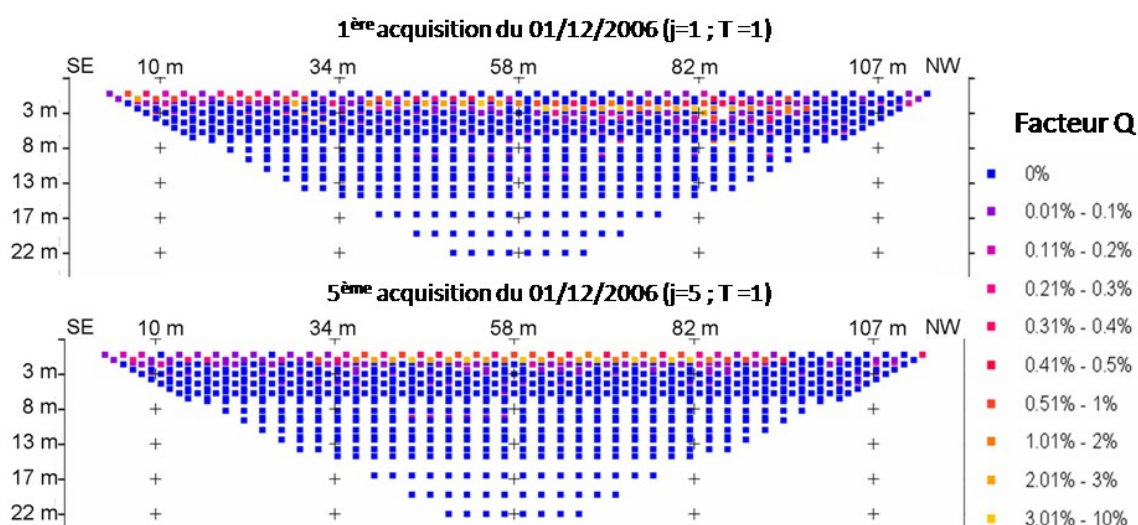 1ère acquisition du 01/12/2006 (j=1 ; T =1)
SE 10 m 34 m 58 m 82 m 107 m NW
3 m
8 m
13 m
17 m
22 m
5ème acquisition du 01/12/2006 (j=5 ; T =1)
SE 10 m 34 m 58 m 82 m 107 m NW
3 m
8 m
13 m
17 m
22 m
Facteur Q
0%
0.01% - 0.1%
0.11% - 0.2%
0.21% - 0.3%
0.31% - 0.4%
0.41% - 0.5%
0.51% - 1%
1.01% - 2%
2.01% - 3%
3.01% - 10%